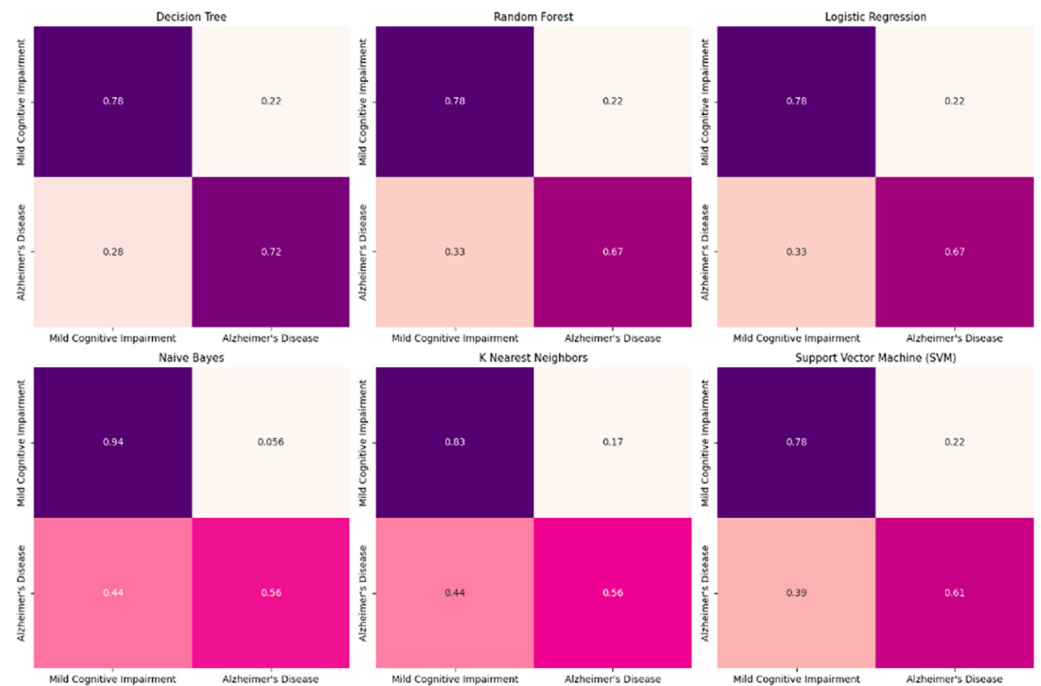 Decision Tree
Mild Cognitive Impairment
0.78
0.22
Alzheimer's Disease
0.28
0.72
Mild Cognitive Impairment
Alzheimer's Disease
Random Forest
Mild Cognitive Impairment
0.78
0.22
Alzheimer's Disease
0.33
0.67
Mild Cognitive Impairment
Alzheimer's Disease
Logistic Regression
Mild Cognitive Impairment
0.78
0.22
Alzheimer's Disease
0.33
0.67
Mild Cognitive Impairment
Alzheimer's Disease
Naive Bayes
Mild Cognitive Impairment
0.94
0.056
Alzheimer's Disease
0.44
0.56
Mild Cognitive Impairment
Alzheimer's Disease
K Nearest Neighbors
Mild Cognitive Impairment
0.83
0.17
Alzheimer's Disease
0.44
0.56
Mild Cognitive Impairment
Alzheimer's Disease
Support Vector Machine (SVM)
Mild Cognitive Impairment
0.78
0.22
Alzheimer's Disease
0.39
0.61
Mild Cognitive Impairment
Alzheimer's Disease